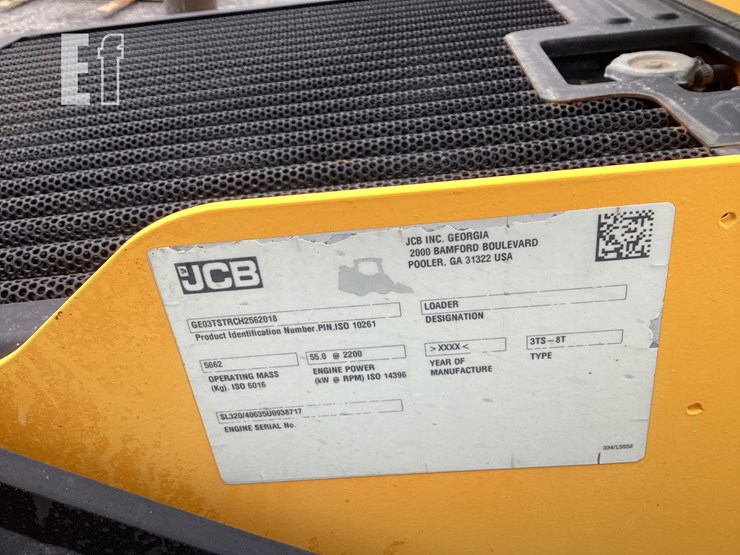 Ef
JCB
JCB INC. GEORGIA
2000 BAMFORD BOULEVARD
POOLER, GA 31322 USA
GE03TSTRCH2562018
Product Identification Number.PIN.ISO 10261
LOADER
DESIGNATION
5662
OPERATING MASS
(Kg). ISO 6016
55.0 @ 2200
ENGINE POWER
(kW @ RPM) ISO 14396
>XXXX<
YEAR OF
MANUFACTURE
3TS-8T
TYPE
SL320/40635U0938717
ENGINE SERIAL No.
334/L5958